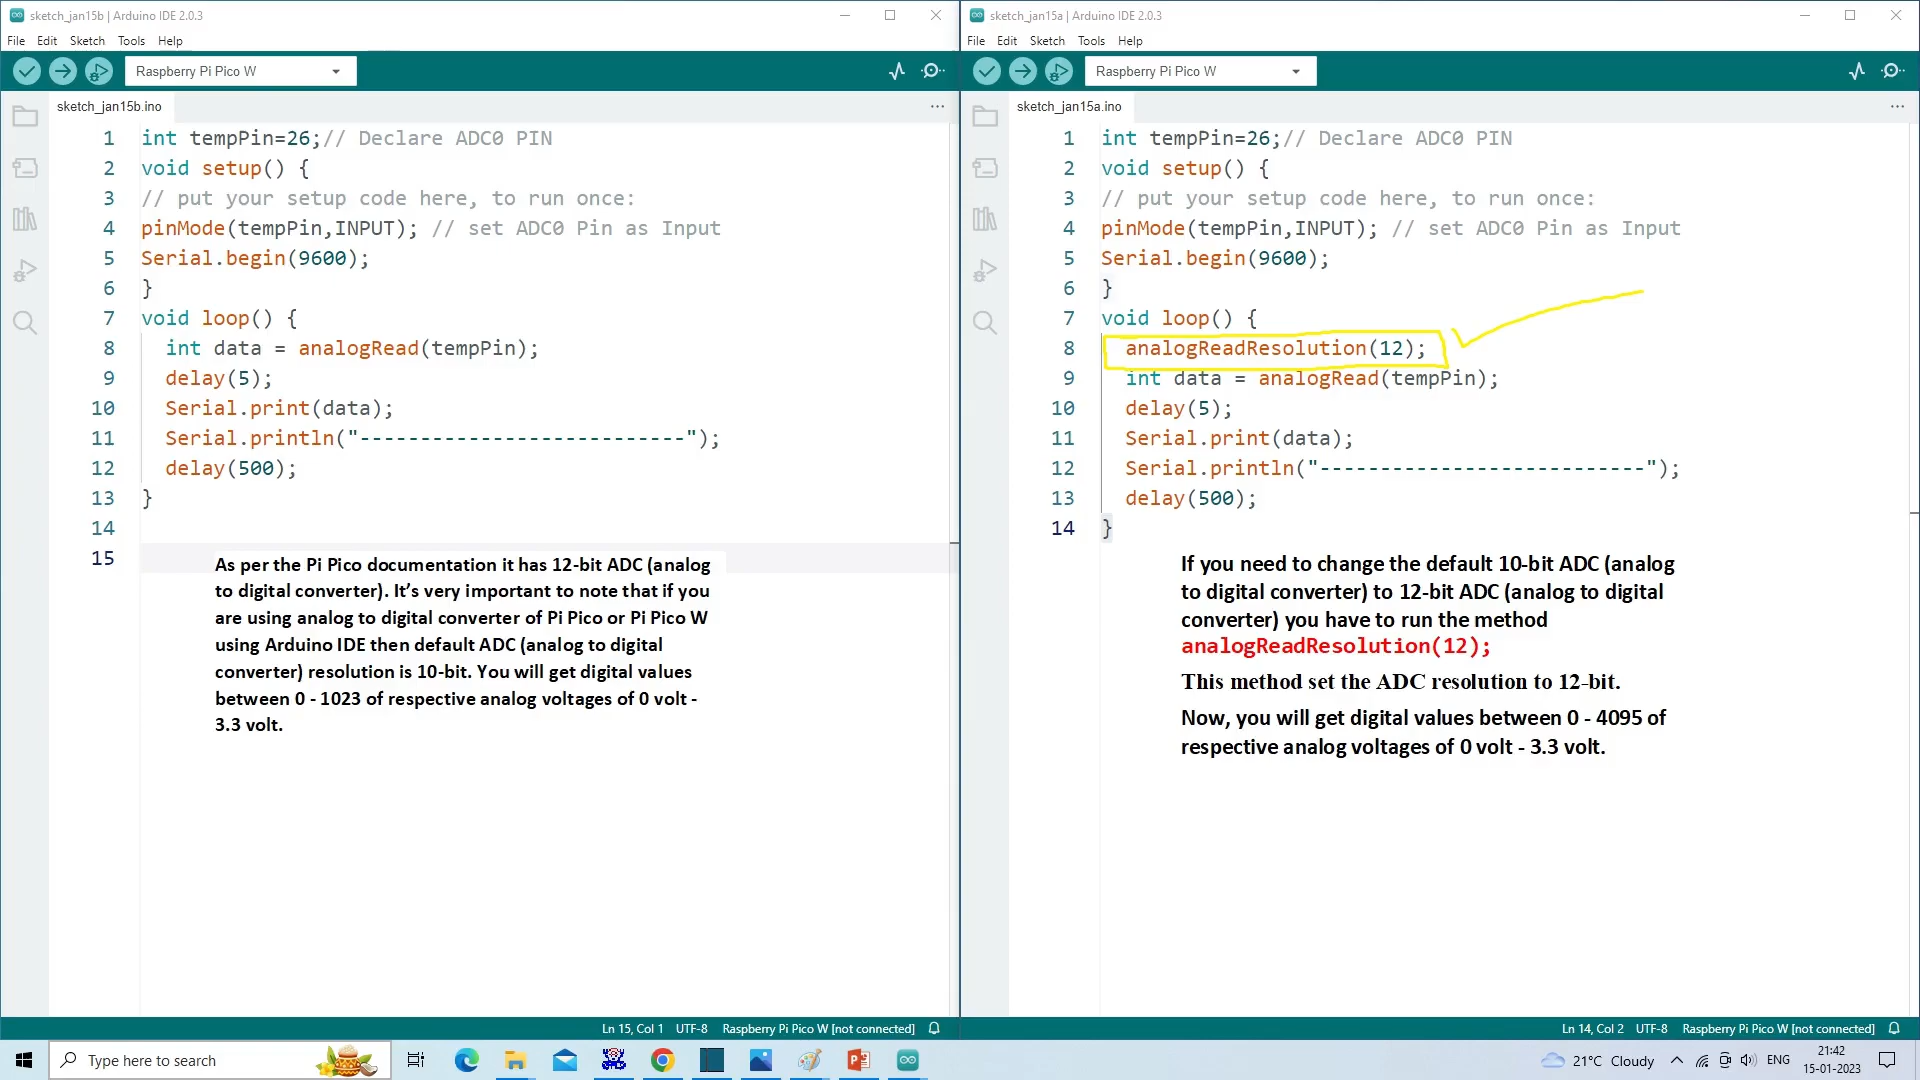 sketch_jan15b | Arduino IDE 2.0.3
File Edit Sketch Tools Help
Raspberry Pi Pico W
sketch_jan15b.ino
1 int tempPin=26;// Declare ADC0 PIN
2 void setup() {
3 // put your setup code here, to run once:
4 pinMode(tempPin,INPUT); // set ADC0 Pin as Input
5 Serial.begin(9600);
6 }
7 void loop() {
8 int data = analogRead(tempPin);
9 delay(5);
10 Serial.print(data);
11 Serial.println("---------------------------");
12 delay(500);
13 }
14
15
As per the Pi Pico documentation it has 12-bit ADC (analog
to digital converter). It’s very important to note that if you
are using analog to digital converter of Pi Pico or Pi Pico W
using Arduino IDE then default ADC (analog to digital
converter) resolution is 10-bit. You will get digital values
between 0 - 1023 of respective analog voltages of 0 volt -
3.3 volt.
Ln 15, Col 1 UTF-8 Raspberry Pi Pico W [not connected]
sketch_jan15a | Arduino IDE 2.0.3
File Edit Sketch Tools Help
Raspberry Pi Pico W
sketch_jan15a.ino
1 int tempPin=26;// Declare ADC0 PIN
2 void setup() {
3 // put your setup code here, to run once:
4 pinMode(tempPin,INPUT); // set ADC0 Pin as Input
5 Serial.begin(9600);
6 }
7 void loop() {
8 analogReadResolution(12);
9 int data = analogRead(tempPin);
10 delay(5);
11 Serial.print(data);
12 Serial.println("---------------------------");
13 delay(500);
14 }
If you need to change the default 10-bit ADC (analog
to digital converter) to 12-bit ADC (analog to digital
converter) you have to run the method
analogReadResolution(12);
This method set the ADC resolution to 12-bit.
Now, you will get digital values between 0 - 4095 of
respective analog voltages of 0 volt - 3.3 volt.
Ln 14, Col 2 UTF-8 Raspberry Pi Pico W [not connected]
Type here to search
21°C Cloudy
ENG
21:42
15-01-2023